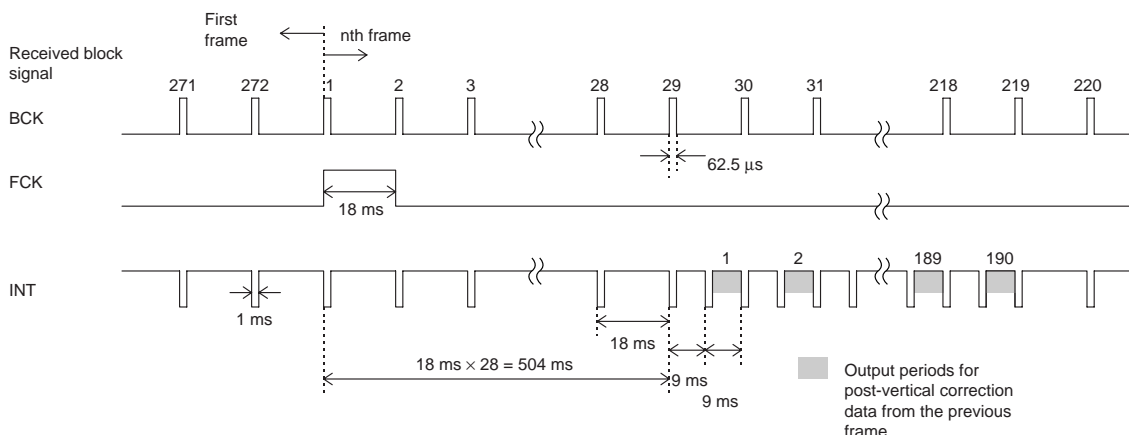 First
frame
nth frame
Received block
signal
271 272 1 2 3 28 29 30 31 218 219 220
BCK
62.5 μs
FCK
18 ms
1 2 189 190
INT
1 ms
18 ms
18 ms × 28 = 504 ms
9 ms
9 ms
Output periods for
post-vertical correction
data from the previous
frame